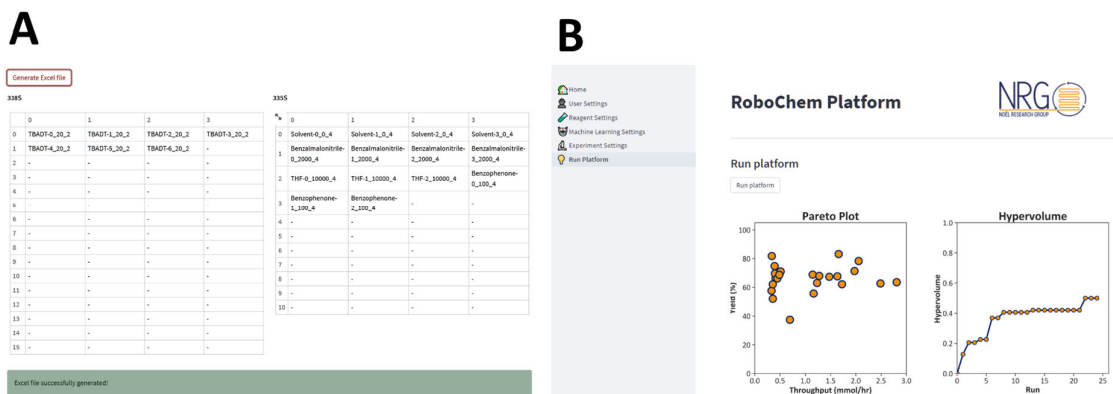 A
Generate Excel file
338S
0 1 2 3
0 TBADT-0_20_2 TBADT-1_20_2 TBADT-2_20_2 TBADT-3_20_2
1 TBADT-4_20_2 TBADT-5_20_2 TBADT-6_20_2 -
2 - - - -
3 - - - -
4 - - - -
5 - - - -
6 - - - -
7 - - - -
8 - - - -
9 - - - -
10 - - - -
11 - - - -
12 - - - -
13 - - - -
14 - - - -
15 - - - -
335S
0 1 2 3
0 Solvent-0_0_4 Solvent-1_0_4 Solvent-2_0_4 Solvent-3_0_4
Benzalmalonitrile- Benzalmalonitrile- Benzalmalonitrile- Benzalmalonitrile-
1 0_2000_4 1_2000_4 2_2000_4 3_2000_4
2 THF-0_10000_4 THF-1_10000_4 THF-2_10000_4 Benzophenone-
0_100_4
3 Benzophenone- Benzophenone- - -
1_100_4 2_100_4
4 - - - -
5 - - - -
6 - - - -
7 - - - -
8 - - - -
9 - - - -
10 - - - -
Excel file successfully generated!
B
Home
User Settings
Reagent Settings
Machine Learning Settings
Experiment Settings
Run Platform
RoboChem Platform
NRG
NOËL RESEARCH GROUP
Run platform
Run platform
Pareto Plot
Yield (%)
100
80
60
40
20
0
0.0 0.5 1.0 1.5 2.0 2.5 3.0
Throughput (mmol/hr)
Hypervolume
Hypervolume
1.0
0.8
0.6
0.4
0.2
0.0
0 5 10 15 20 25
Run